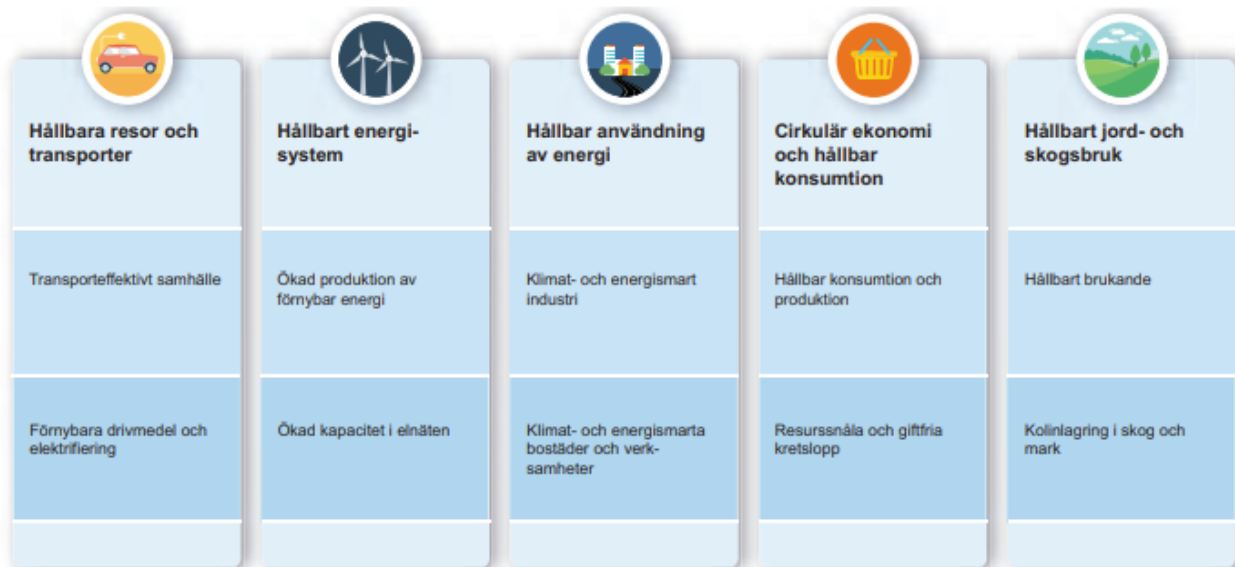 Hållbara resor och
transporter
Hållbart energi-
system
Hållbar användning
av energi
Cirkulär ekonomi
och hållbar
konsumtion
Hållbart jord- och
skogsbruk
Transporteffektivt samhälle
Ökad produktion av
förnybar energi
Klimat- och energismart
industri
Hållbar konsumtion och
produktion
Hållbart brukande
Förnybara drivmedel och
elektrifiering
Ökad kapacitet i elnäten
Klimat- och energismarta
bostäder och verk-
samheter
Resurssnåla och giftfria
kretslopp
Kolinlagring i skog och
mark